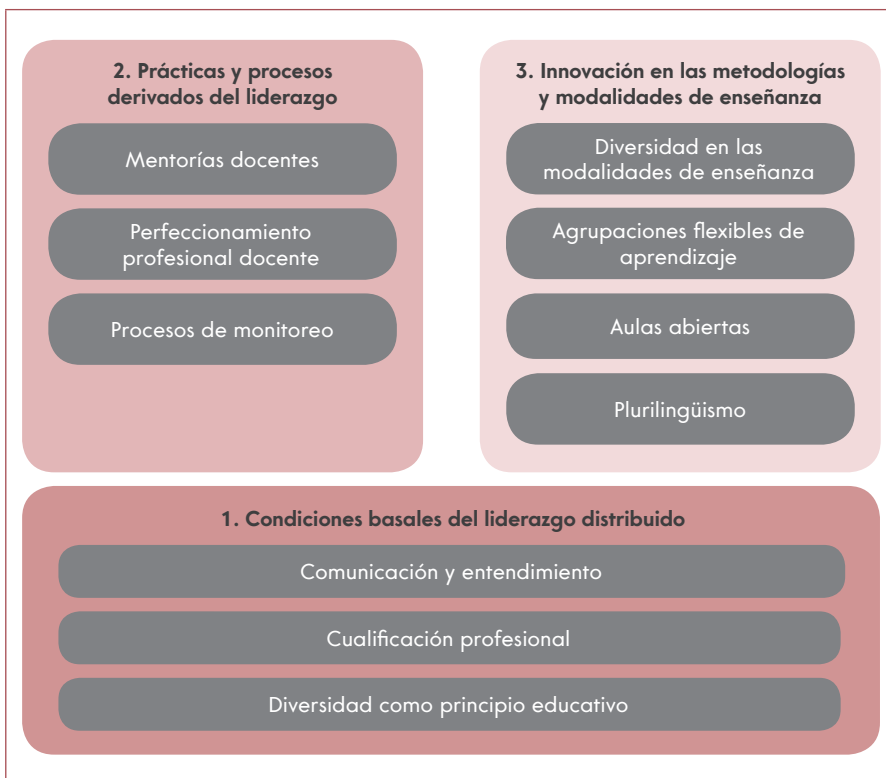 2. Prácticas y procesos
derivados del liderazgo
Mentorías docentes
Perfeccionamiento
profesional docente
Procesos de monitoreo
3. Innovación en las metodologías
y modalidades de enseñanza
Diversidad en las
modalidades de enseñanza
Agrupaciones flexibles de
aprendizaje
Aulas abiertas
Plurilingüismo
1. Condiciones basales del liderazgo distribuido
Comunicación y entendimiento
Cualificación profesional
Diversidad como principio educativo